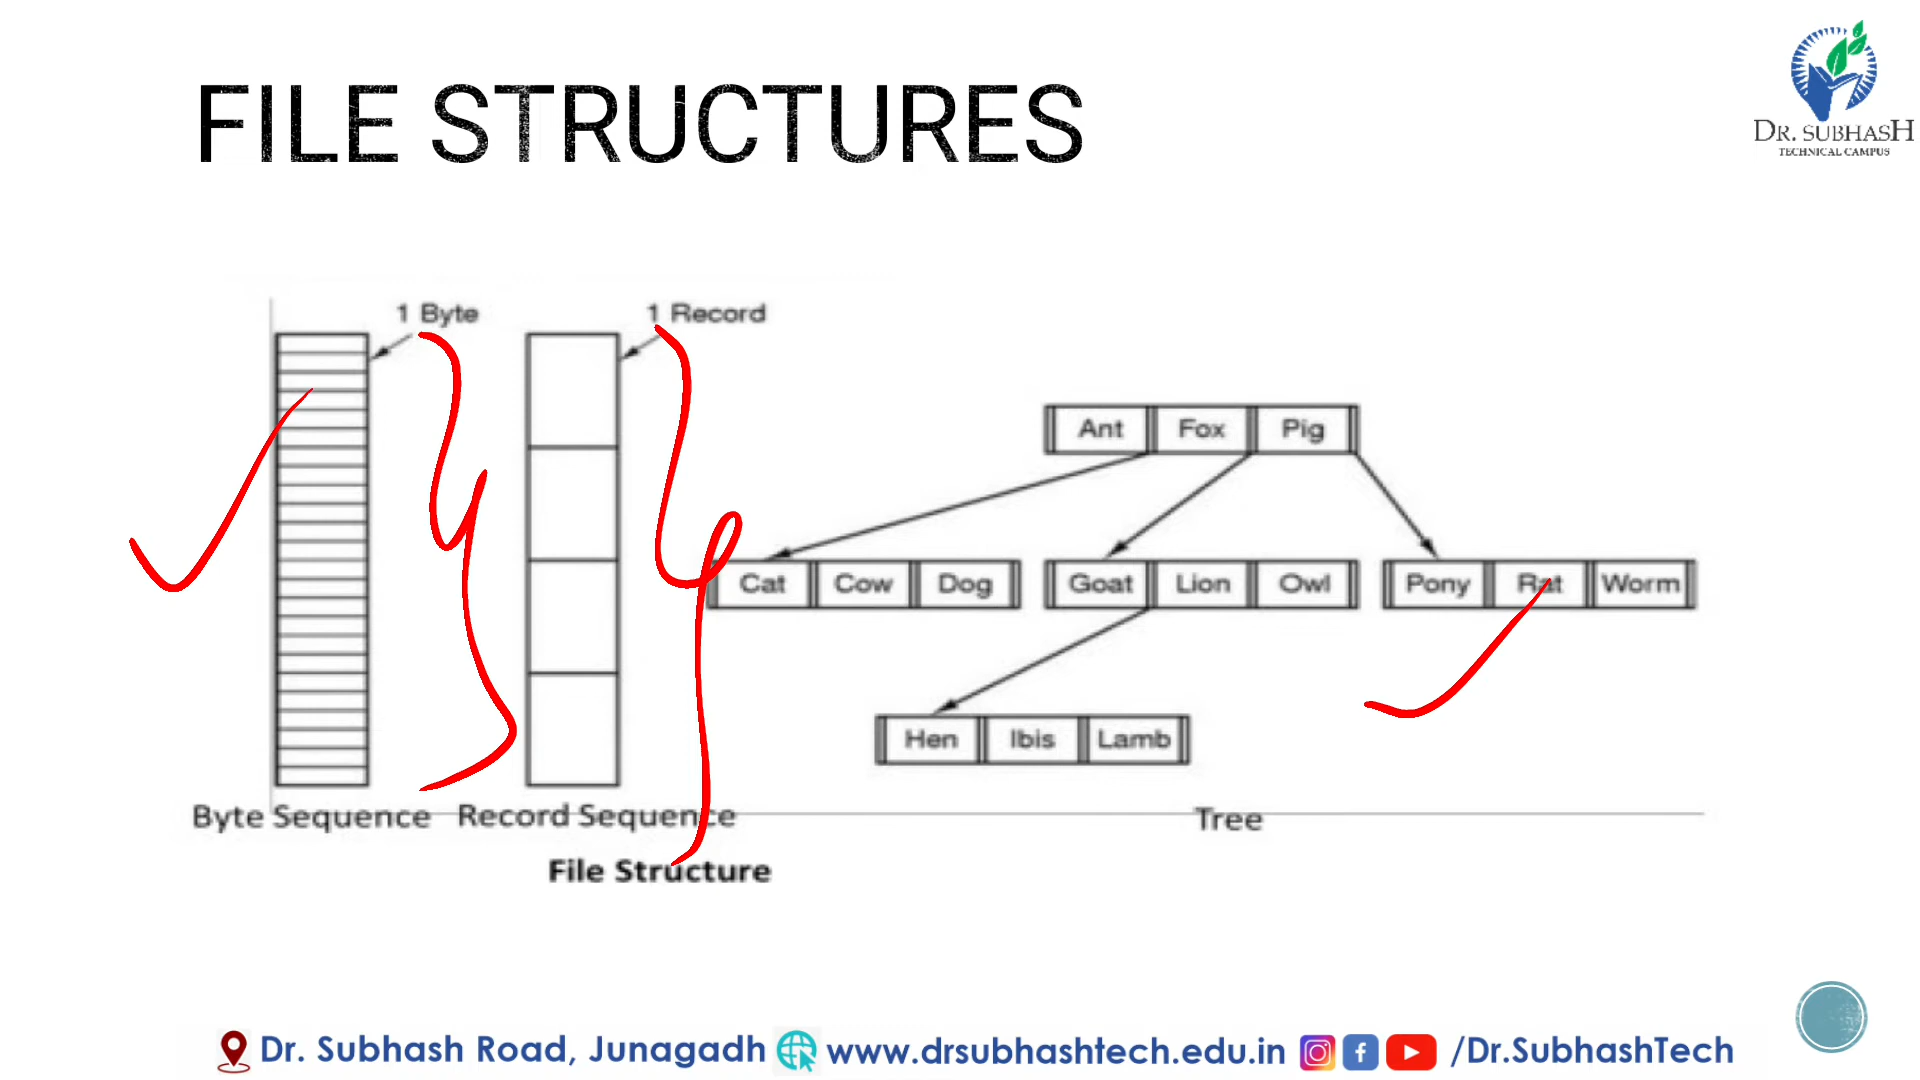 FILE STRUCTURES
DR. SUBHASH
TECHNICAL CAMPUS
1 Byte
1 Record
Ant Fox Pig
Cat Cow Dog
Goat Lion Owl
Pony Rat Worm
Hen Ibis Lamb
Byte Sequence
Record Sequence
Tree
File Structure
Dr. Subhash Road, Junagadh www.drsubhashtech.edu.in /Dr.SubhashTech